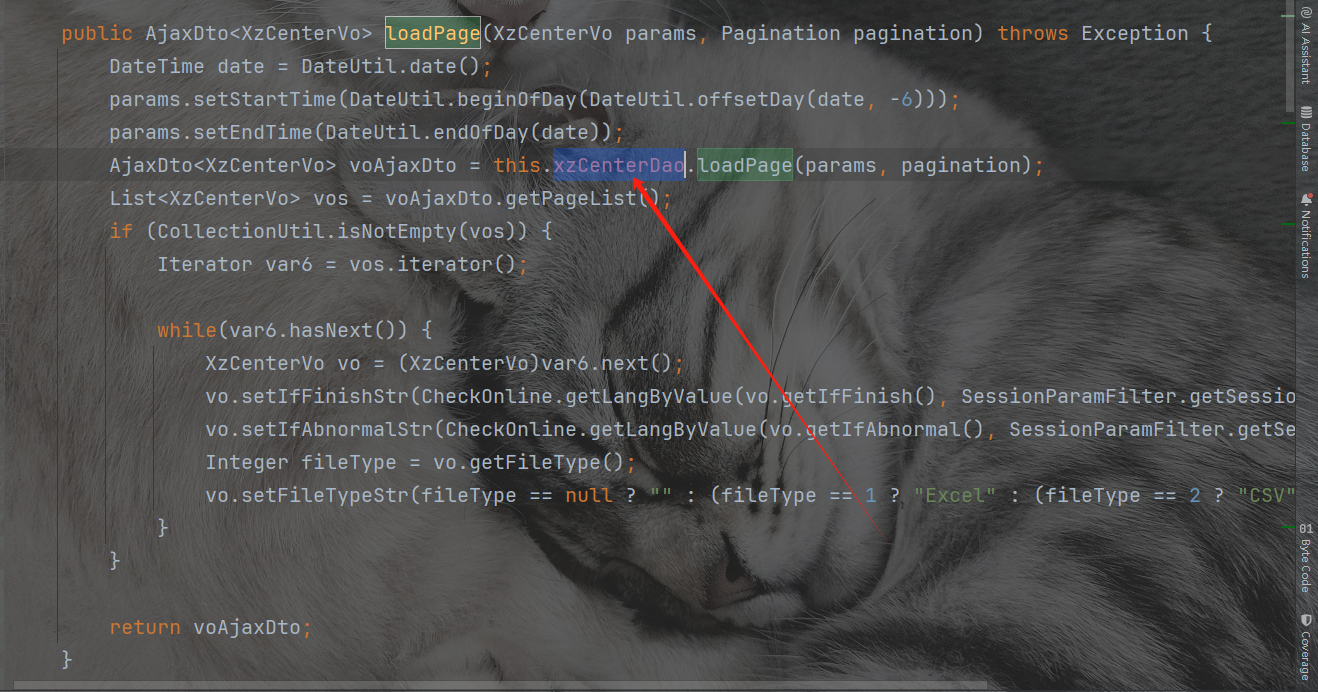 public AjaxDto<XzCenterVo> loadPage(XzCenterVo params, Pagination pagination) throws Exception {
DateTime date = DateUtil.date();
params.setStartTime(DateUtil.beginOfDay(DateUtil.offsetDay(date, -6)));
params.setEndTime(DateUtil.endOfDay(date));
AjaxDto<XzCenterVo> voAjaxDto = this.xzCenterDao.loadPage(params, pagination);
List<XzCenterVo> vos = voAjaxDto.getPageList();
if (CollectionUtil.isNotEmpty(vos)) {
Iterator var6 = vos.iterator();
while(var6.hasNext()) {
XzCenterVo vo = (XzCenterVo)var6.next();
vo.setIfFinishStr(CheckOnline.getLangByValue(vo.getIfFinish(), SessionParamFilter.getSessio
vo.setIfAbnormalStr(CheckOnline.getLangByValue(vo.getIfAbnormal(), SessionParamFilter.getSe
Integer fileType = vo.getFileType();
vo.setFileTypeStr(fileType == null ? "" : (fileType == 1 ? "Excel" : (fileType == 2 ? "CSV"
}
}
return voAjaxDto;
}
AI Assistant
Database
Notifications
01
Byte Code
Coverage